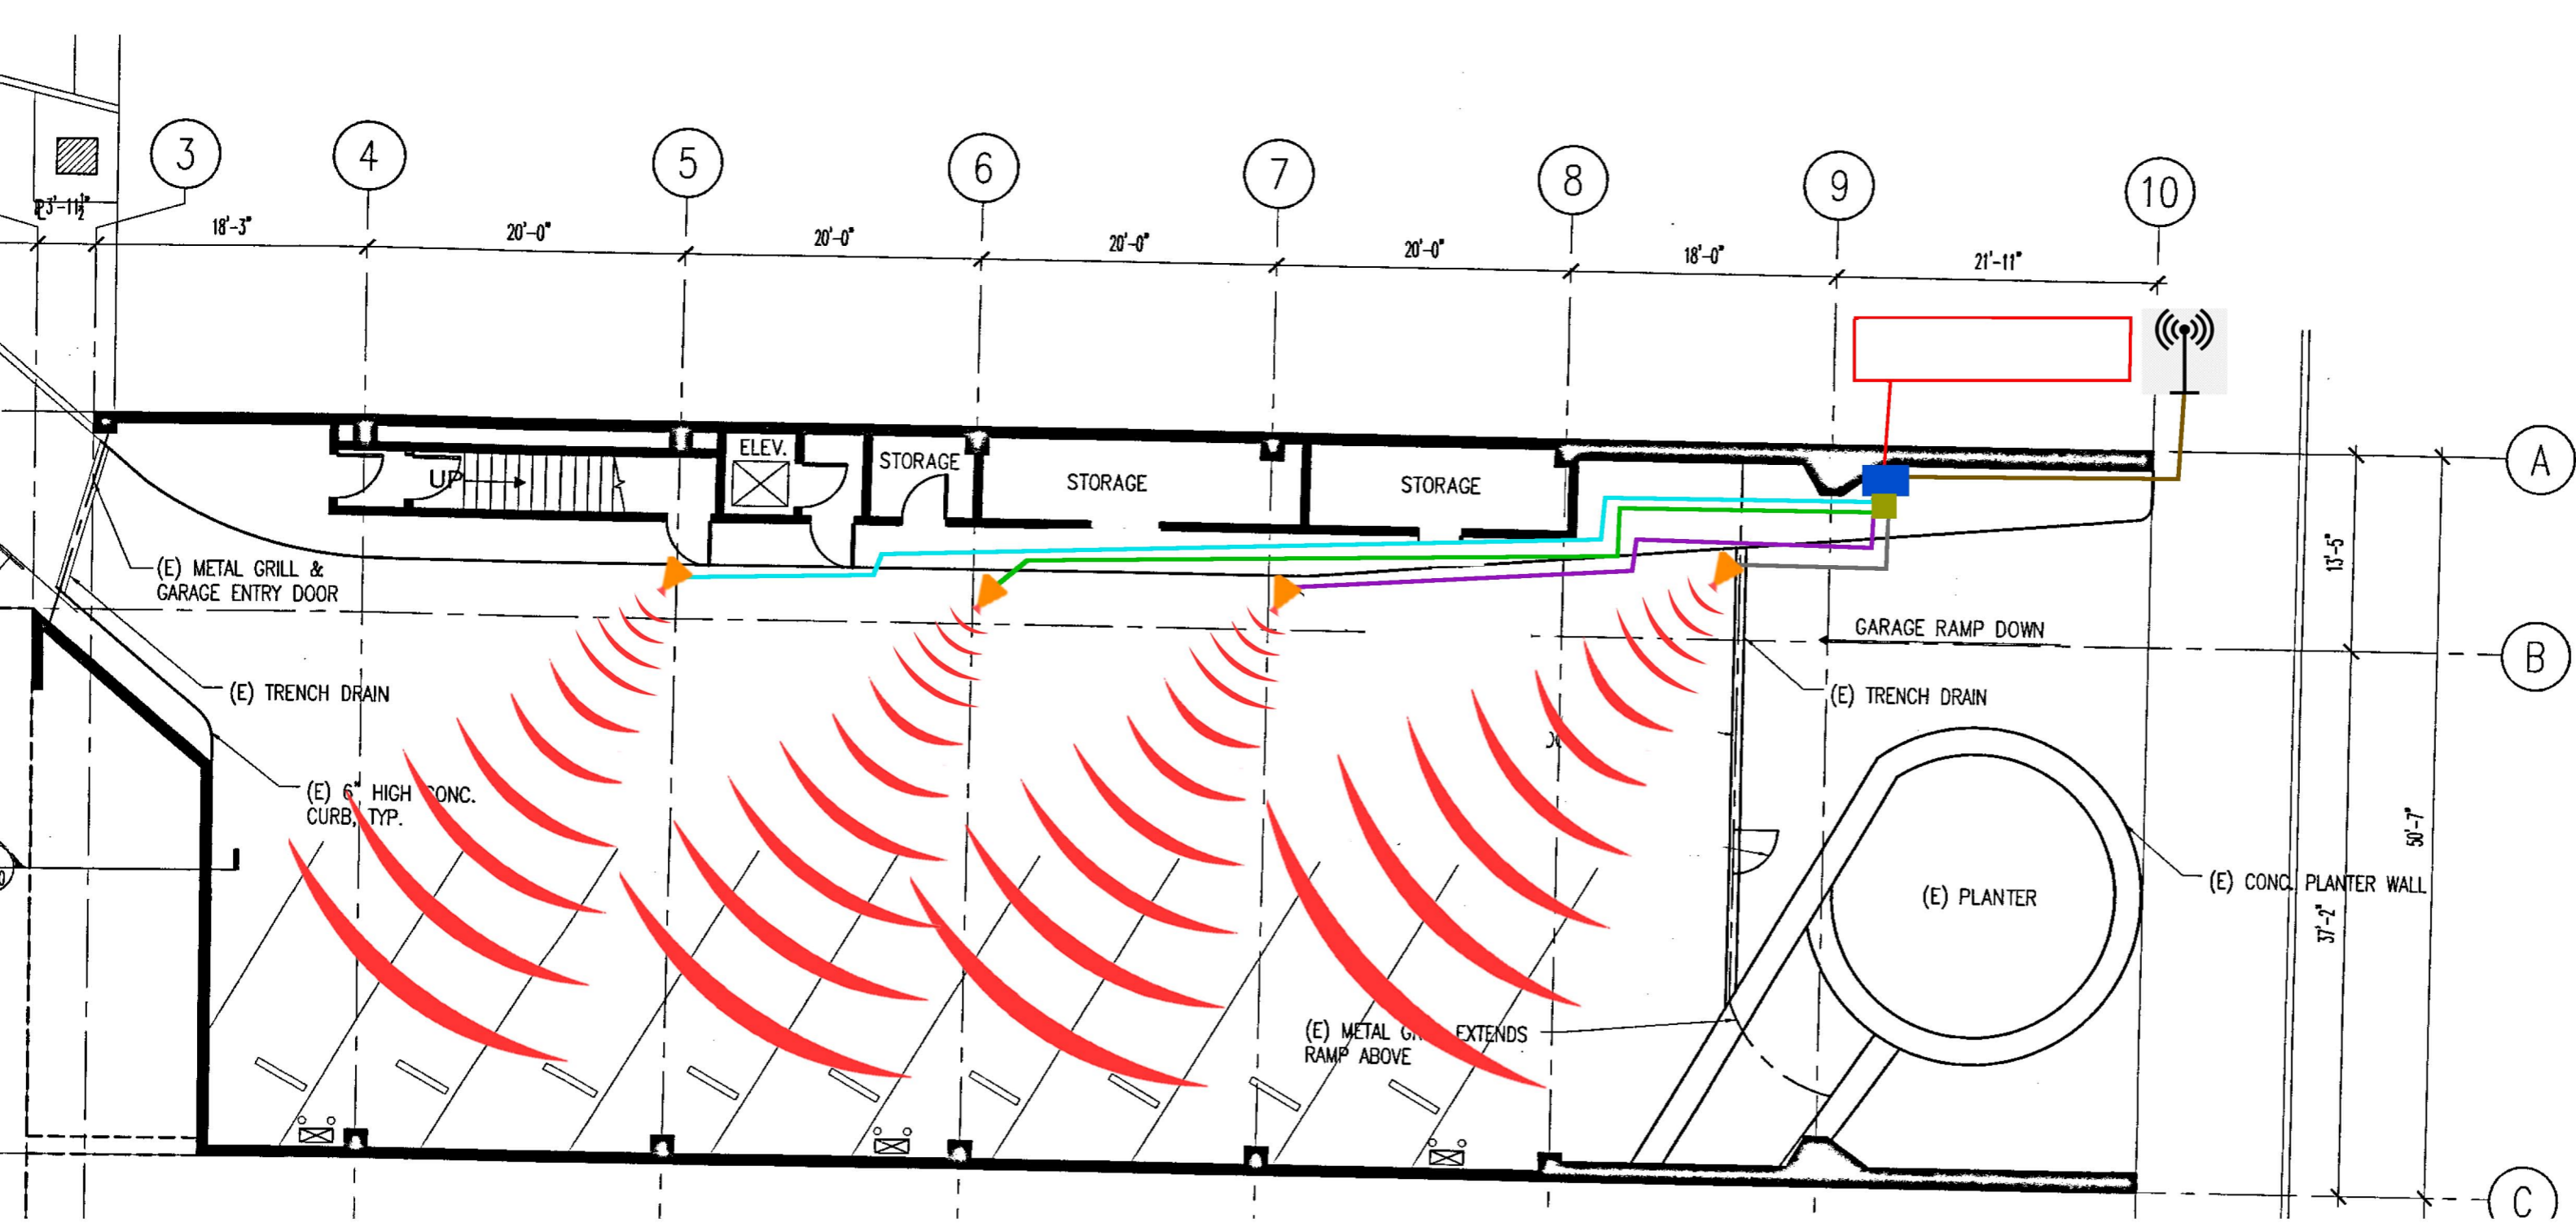 3
4
5
6
7
8
9
10
3'-11½"
18'-3"
20'-0"
20'-0"
20'-0"
20'-0"
18'-0"
21'-11"
A
ELEV.
UP
STORAGE
STORAGE
STORAGE
(E) METAL GRILL &
GARAGE ENTRY DOOR
13'-5"
GARAGE RAMP DOWN
B
(E) TRENCH DRAIN
(E) TRENCH DRAIN
(E) 6" HIGH CONC.
CURB, TYP.
50'-7"
(E) CONC. PLANTER WALL
(E) PLANTER
37'-2"
(E) METAL EXTENDS
RAMP ABOVE
C